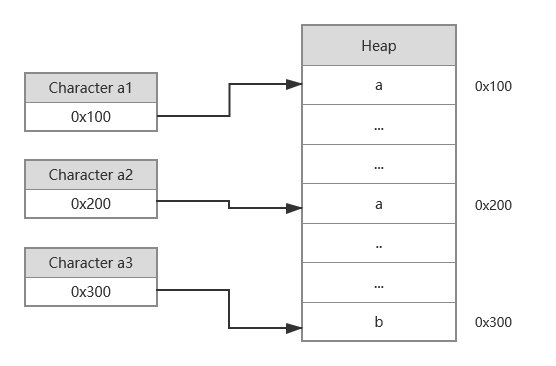 Heap
Character a1
0x100
a
0x100
...
...
Character a2
0x200
a
0x200
..
Character a3
0x300
...
b
0x300